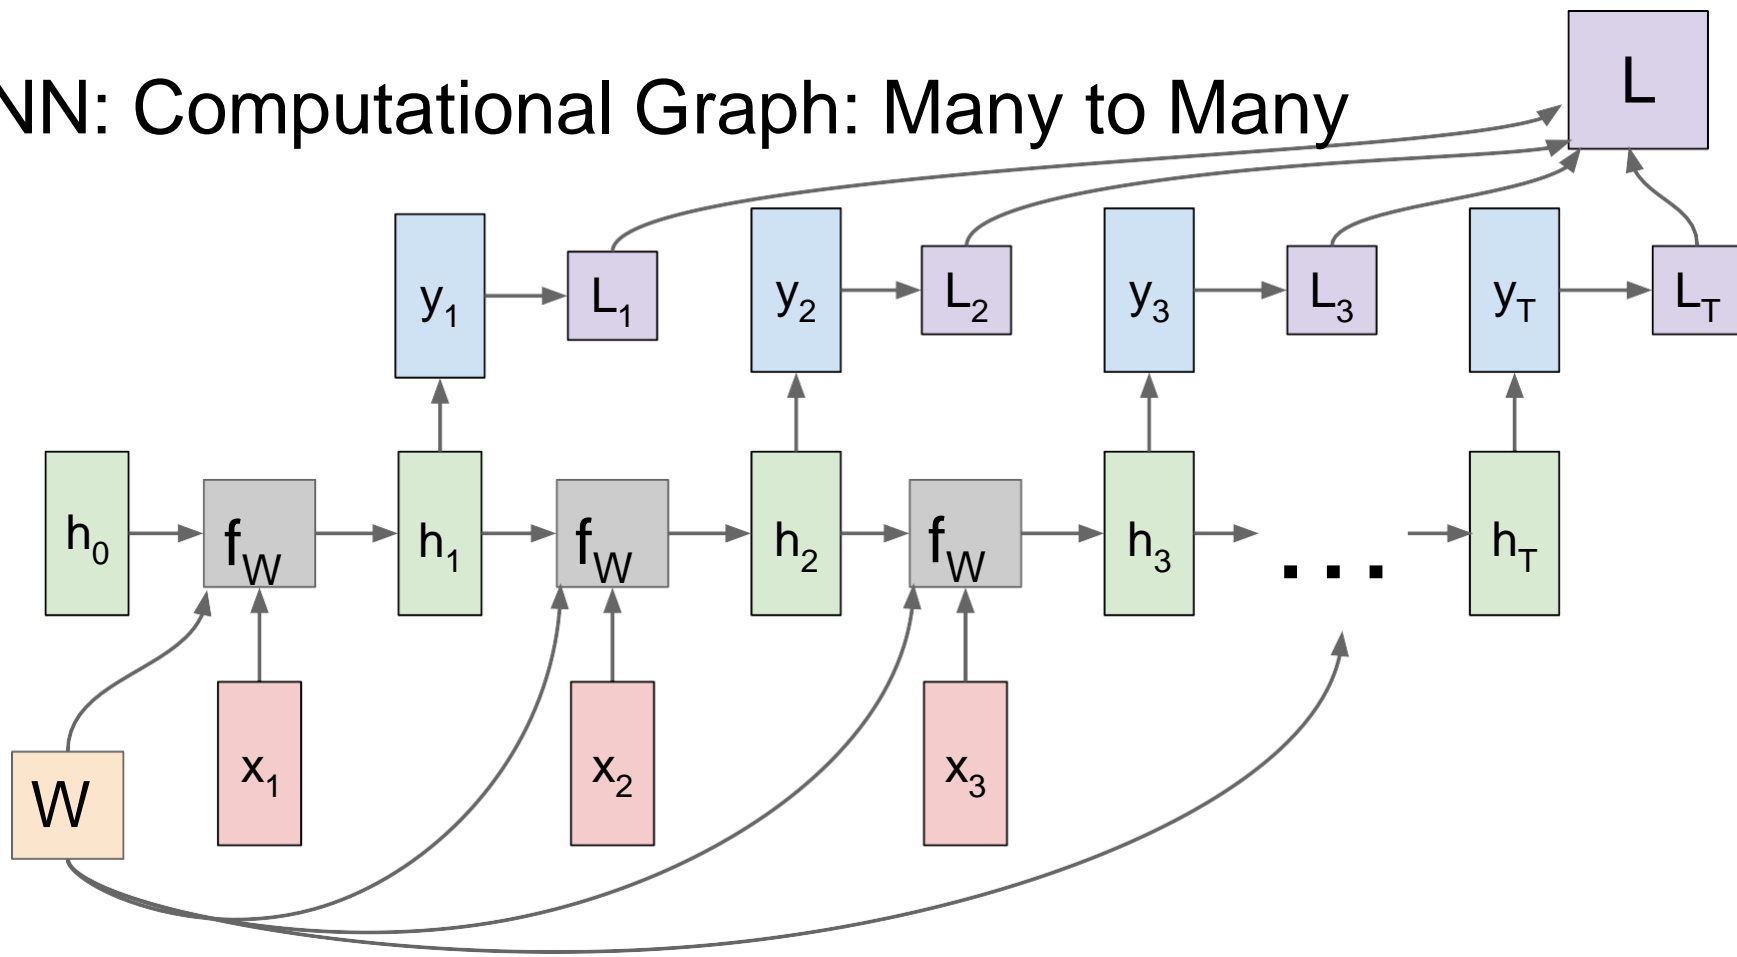 NN: Computational Graph: Many to Many
L
y1 L1 y2 L2 y3 L3 yT LT
h0 fW h1 fW h2 fW h3 ... hT
W x1 x2 x3